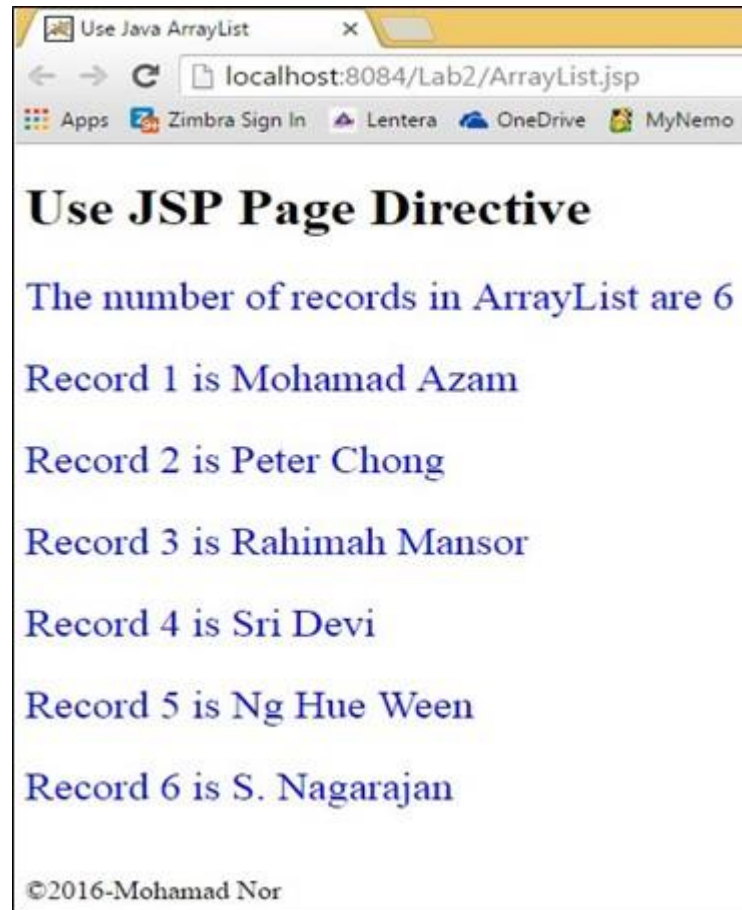 Use Java ArrayList
localhost:8084/Lab2/ArrayList.jsp
Apps Zimbra Sign In Lentera OneDrive MyNemo
Use JSP Page Directive
The number of records in ArrayList are 6
Record 1 is Mohamad Azam
Record 2 is Peter Chong
Record 3 is Rahimah Mansor
Record 4 is Sri Devi
Record 5 is Ng Hue Ween
Record 6 is S. Nagarajan
©2016-Mohamad Nor